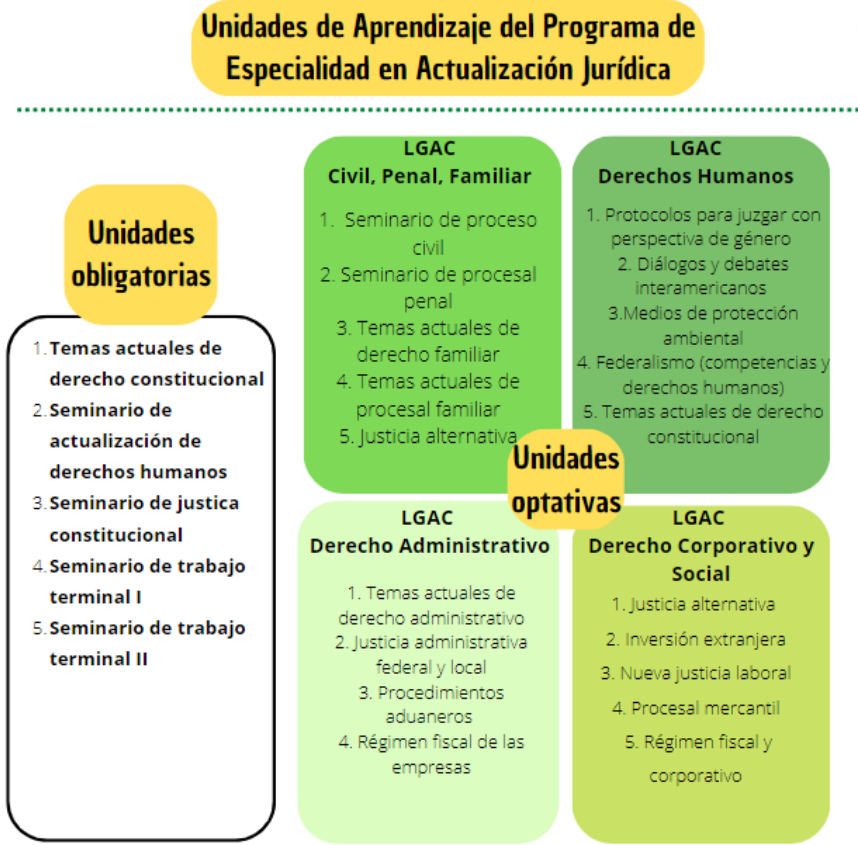 Unidades de Aprendizaje del Programa de
Especialidad en Actualización Jurídica
Unidades
obligatorias
1. Temas actuales de
derecho constitucional
2. Seminario de
actualización de
derechos humanos
3. Seminario de justica
constitucional
4. Seminario de trabajo
terminal I
5. Seminario de trabajo
terminal II
LGAC
Civil, Penal, Familiar
1. Seminario de proceso
civil
2. Seminario de procesal
penal
3. Temas actuales de
derecho familiar
4. Temas actuales de
procesal familiar
5. Justicia alternativa
LGAC
Derechos Humanos
1. Protocolos para juzgar con
perspectiva de género
2. Diálogos y debates
interamericanos
3.Medios de protección
ambiental
4. Federalismo (competencias y
derechos humanos)
5. Temas actuales de derecho
constitucional
Unidades
optativas
LGAC
Derecho Administrativo
1. Temas actuales de
derecho administrativo
2. Justicia administrativa
federal y local
3. Procedimientos
aduaneros
4. Régimen fiscal de las
empresas
LGAC
Derecho Corporativo y
Social
1. Justicia alternativa
2. Inversión extranjera
3. Nueva justicia laboral
4. Procesal mercantil
5. Régimen fiscal y
corporativo